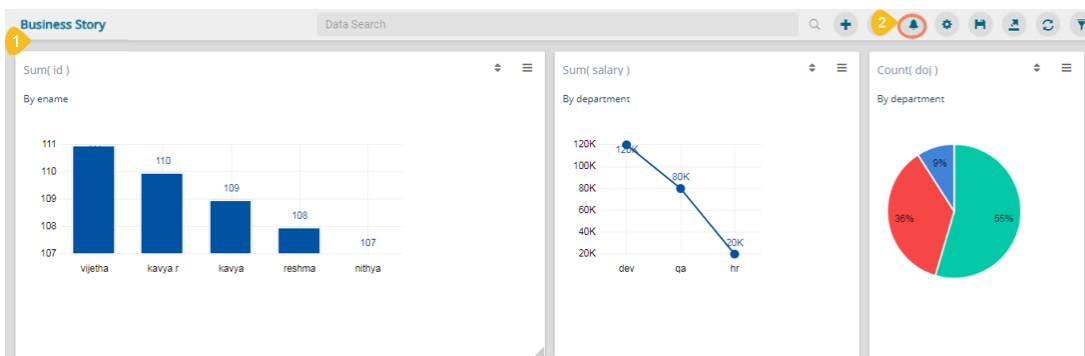 Business Story
Data Search
2
1
Sum( id )
By ename
111
110
109
108
107
110
109
108
107
vijetha
kavya r
kavya
reshma
nithya
Sum( salary )
By department
120K
100K
80K
60K
40K
20K
120K
80K
20K
dev
qa
hr
Count( doj )
By department
9%
36%
55%